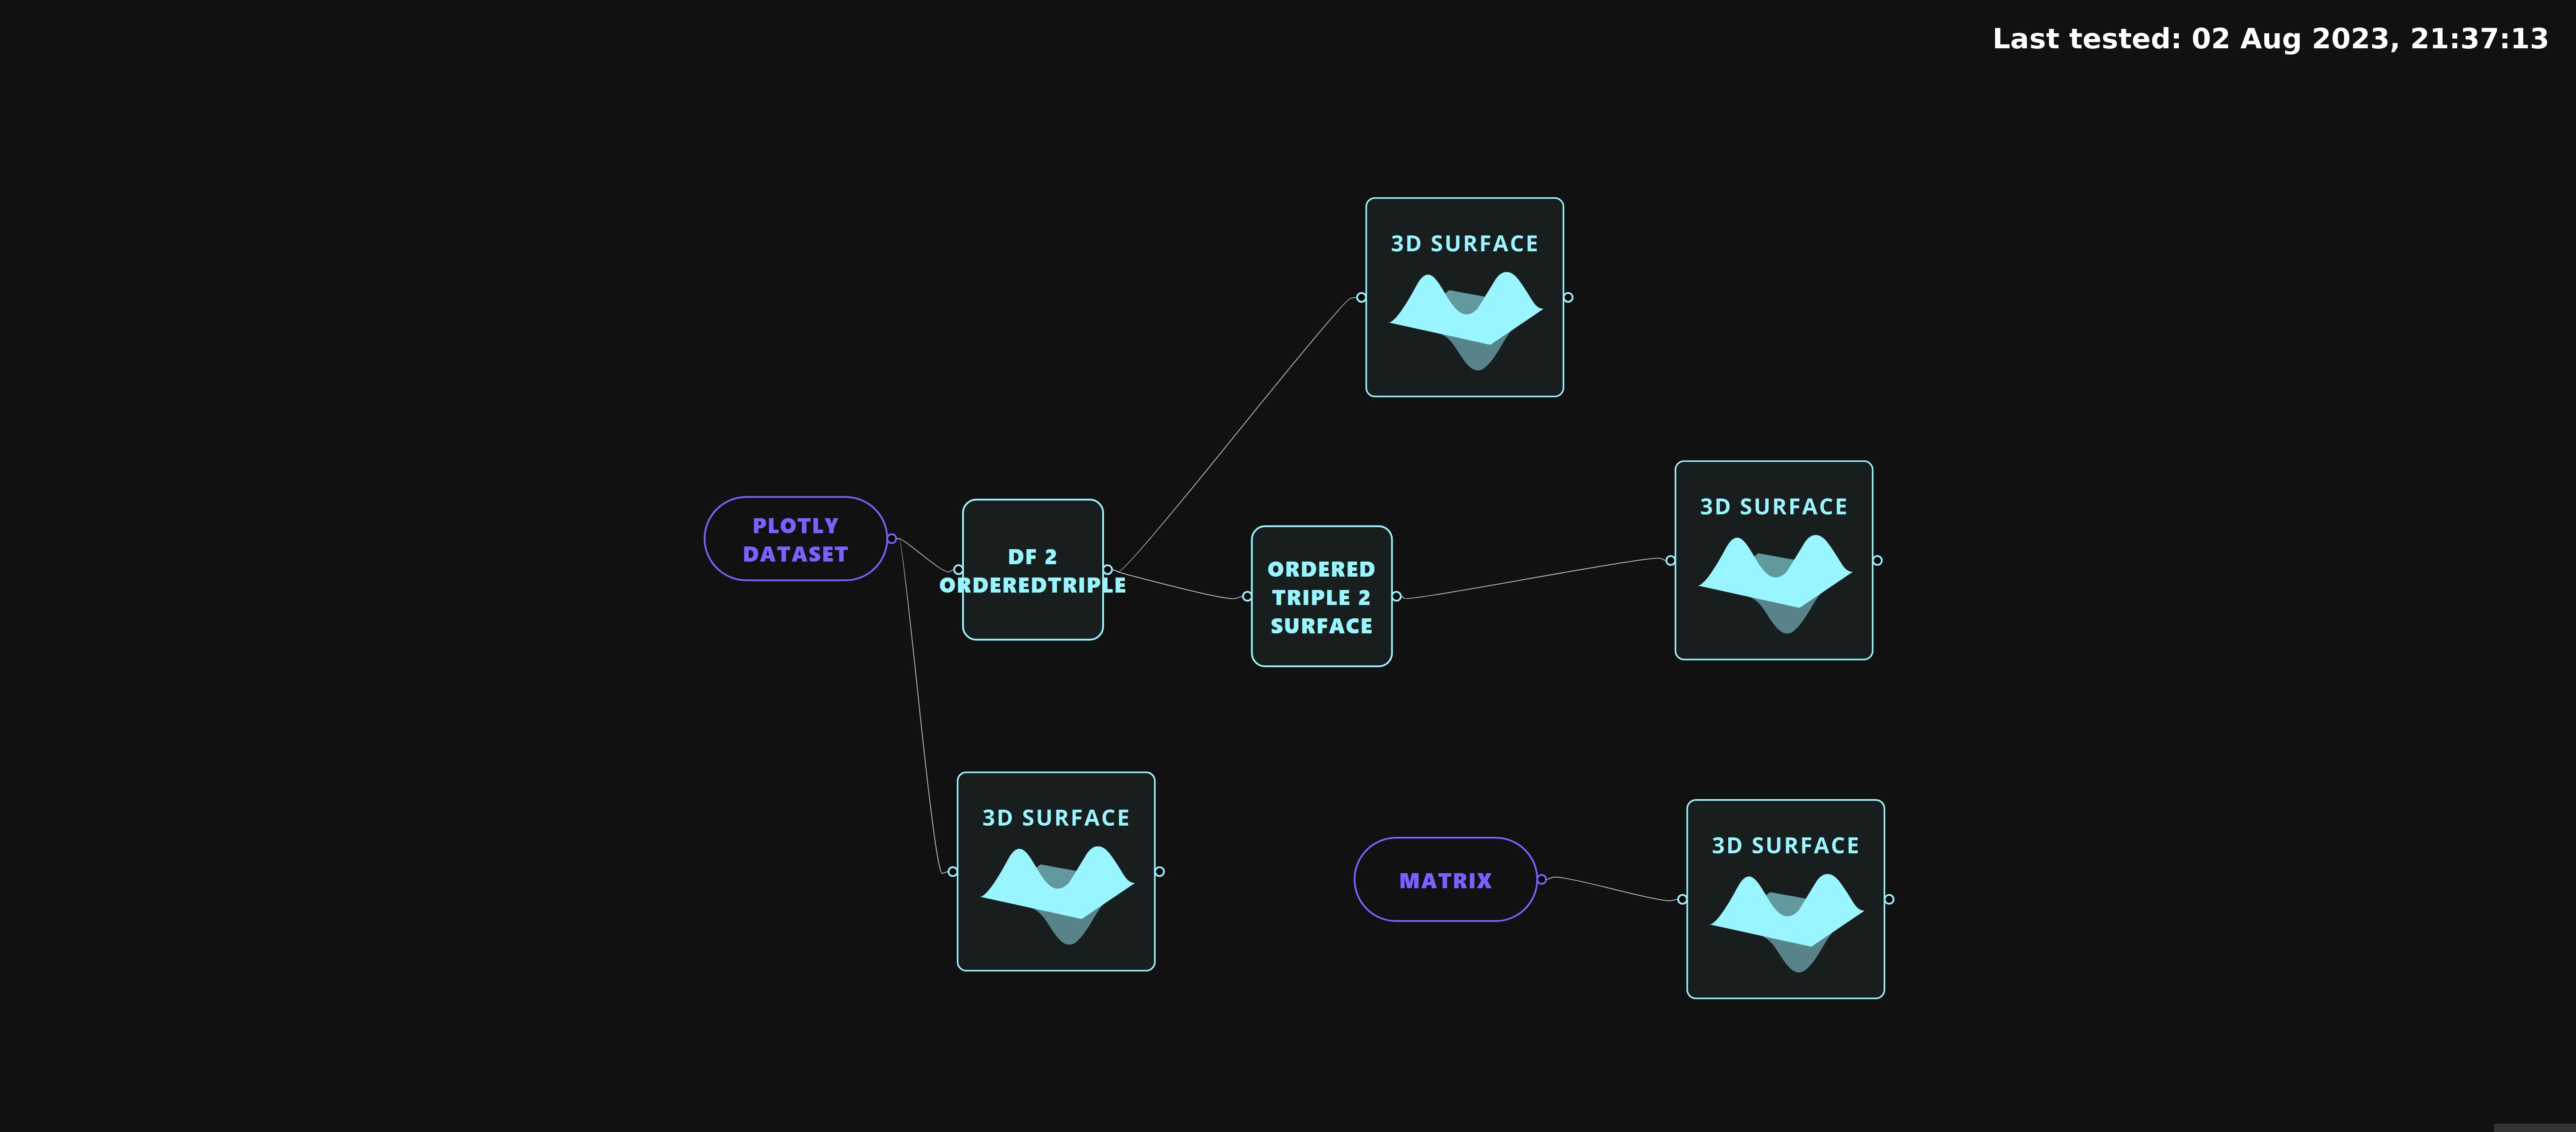 Last tested: 02 Aug 2023, 21:37:13
3D SURFACE
3D SURFACE
PLOTLY
DATASET
DF 2
ORDEREDTRIPLE
ORDERED
TRIPLE 2
SURFACE
3D SURFACE
MATRIX
3D SURFACE